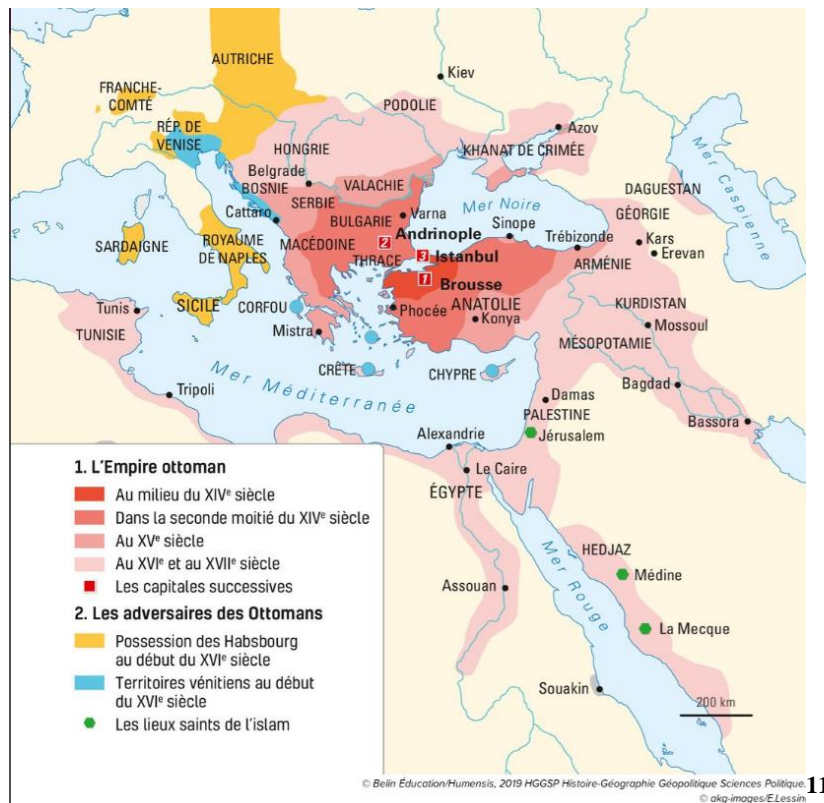 AUTRICHE
Kiev
FRANCHE-
COMTÉ
PODOLIE
RÉP. DE
VENISE
Azov
HONGRIE
KHANAT DE CRIMÉE
Mer Caspienne
Belgrade
BOSNIE
VALACHIE
SERBIE
DAGUESTAN
Mer Noire
GÉORGIE
Cattaro
BULGARIE
Varna
Sinope
Andrinople
2
Trébizonde
Kars
Erevan
SARDAIGNE
ROYAUME
DE NAPLES
MACÉDOINE
THRACE
3
Istanbul
ARMÉNIE
1
Brousse
KURDISTAN
Tunis
SICILE
CORFOU
Phocée
ANATOLIE
Konya
Mossoul
TUNISIE
Mistra
MÉSOPOTAMIE
CRÈTE
CHYPRE
Mer Méditerranée
Tripoli
Damas
Bagdad
PALESTINE
Bassora
Alexandrie
Jérusalem
Le Caire
ÉGYPTE
HEDJAZ
Médine
Mer Rouge
Assouan
La Mecque
Souakin
200 km
1. L'Empire ottoman
Au milieu du XIVe siècle
Dans la seconde moitié du XIVe siècle
Au XVe siècle
Au XVIe et au XVIIe siècle
Les capitales successives
2. Les adversaires des Ottomans
Possession des Habsbourg
au début du XVIe siècle
Territoires vénitiens au début
du XVIe siècle
Les lieux saints de l'islam
© Belin Éducation/Humensis, 2019 HGGSP Histoire-Géographie Géopolitique Sciences Politique.
11
© akg-images/E.Lessin